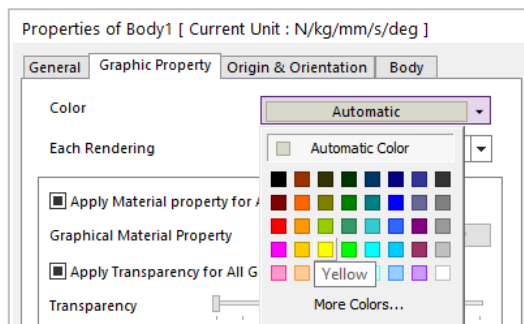 Properties of Body1 [ Current Unit : N/kg/mm/s/deg ]
General Graphic Property Origin & Orientation Body
Color Automatic
Each Rendering Automatic Color
Apply Material property for A
Graphical Material Property
Apply Transparency for All G
Yellow
Transparency
More Colors...